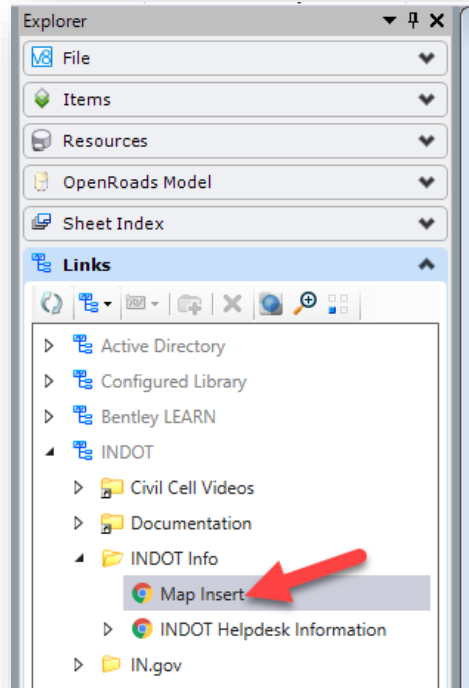 Explorer
V8 File
Items
Resources
OpenRoads Model
Sheet Index
Links
Active Directory
Configured Library
Bentley LEARN
INDOT
Civil Cell Videos
Documentation
INDOT Info
Map Insert
INDOT Helpdesk Information
IN.gov